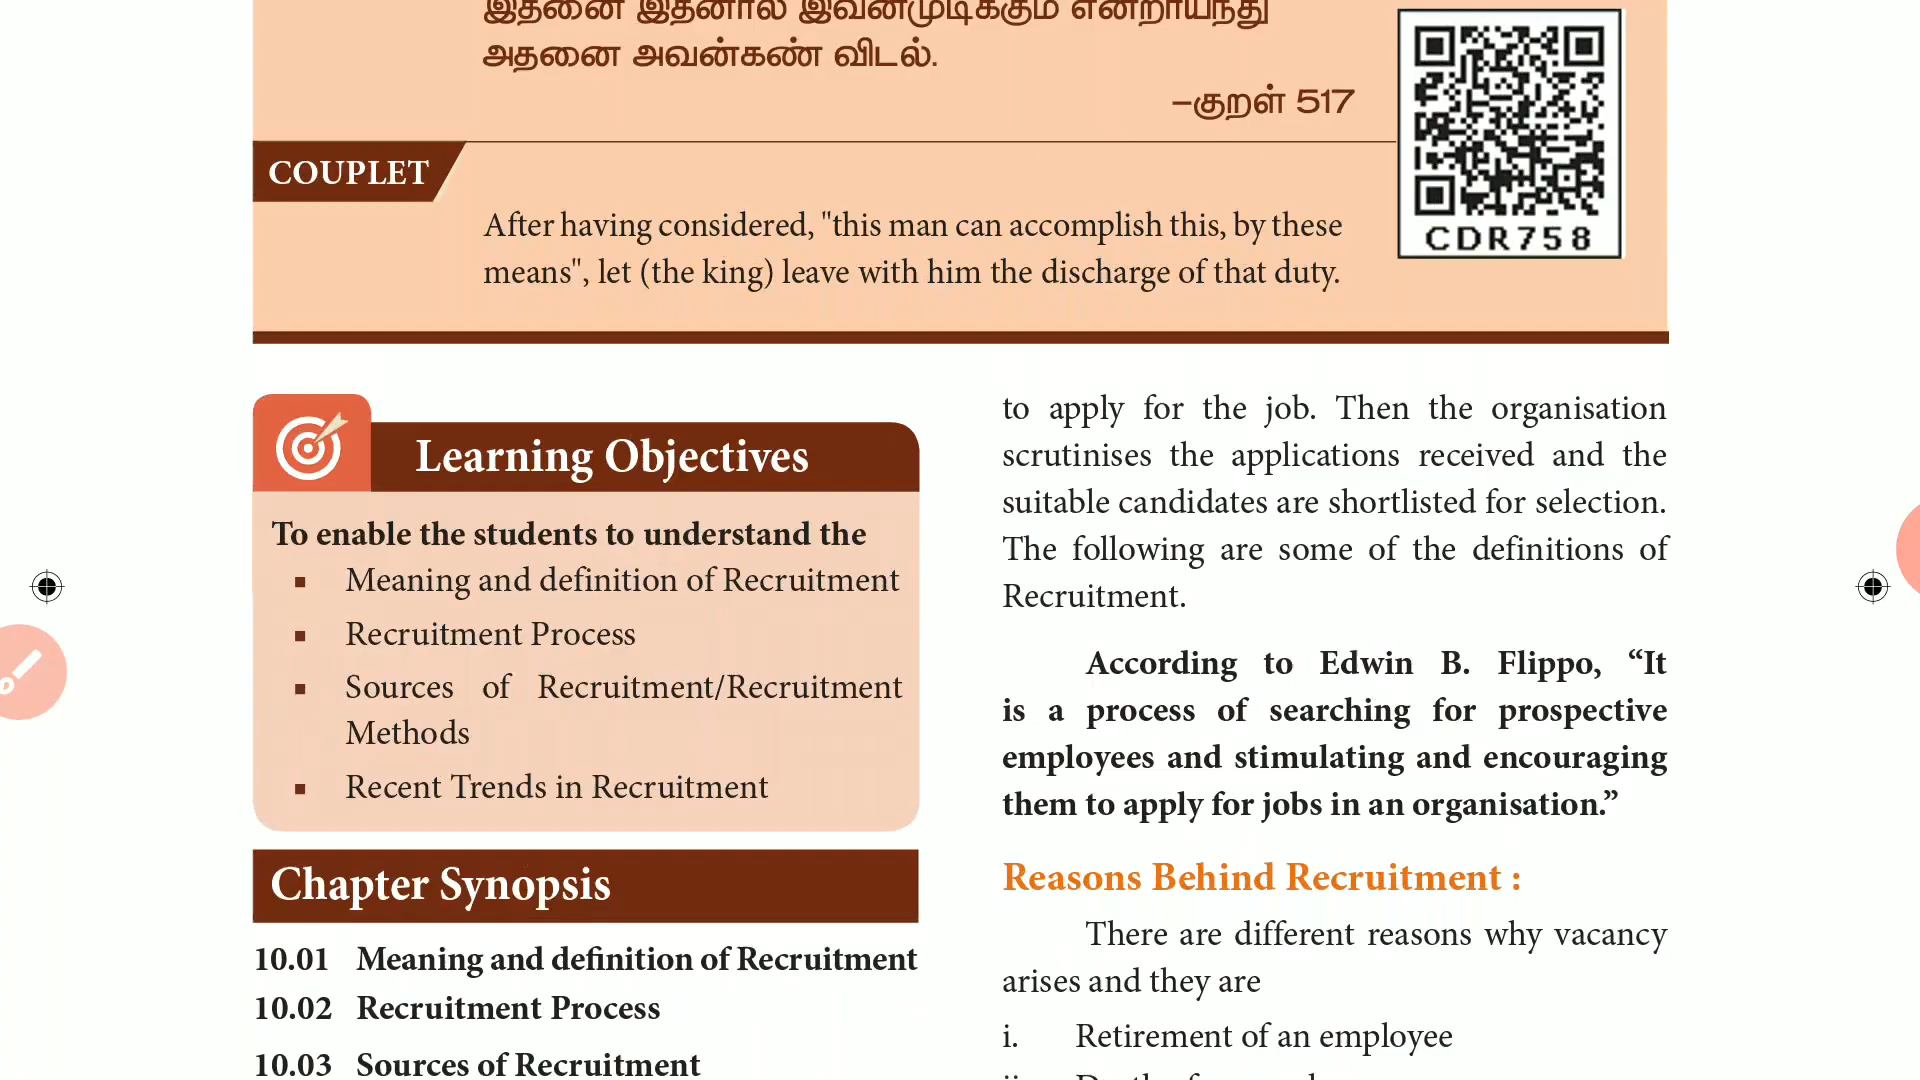 இதனை இதனால் இவன்முடிக்கும் என்றாய்ந்து
அதனை அவன்கண் விடல்.
–குறள் 517
CDR758
COUPLET
After having considered, "this man can accomplish this, by these
means", let (the king) leave with him the discharge of that duty.
Learning Objectives
To enable the students to understand the
▪ Meaning and definition of Recruitment
▪ Recruitment Process
▪ Sources of Recruitment/Recruitment
Methods
▪ Recent Trends in Recruitment
Chapter Synopsis
10.01 Meaning and definition of Recruitment
10.02 Recruitment Process
10.03 Sources of Recruitment
to apply for the job. Then the organisation
scrutinises the applications received and the
suitable candidates are shortlisted for selection.
The following are some of the definitions of
Recruitment.
According to Edwin B. Flippo, “It
is a process of searching for prospective
employees and stimulating and encouraging
them to apply for jobs in an organisation.”
Reasons Behind Recruitment :
There are different reasons why vacancy
arises and they are
i. Retirement of an employee